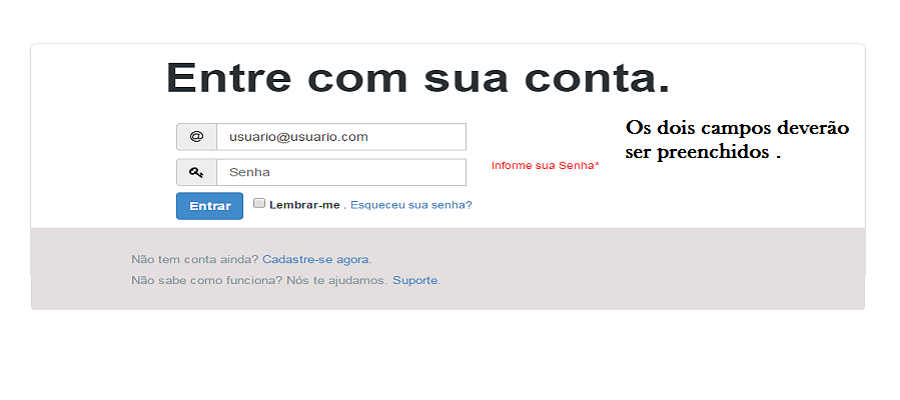 Entre com sua conta.
@ usuario@usuario.com
Os dois campos deverão
ser preenchidos .
Senha
Informe sua Senha*
Entrar
Lembrar-me . Esqueceu sua senha?
Não tem conta ainda? Cadastre-se agora.
Não sabe como funciona? Nós te ajudamos. Suporte.